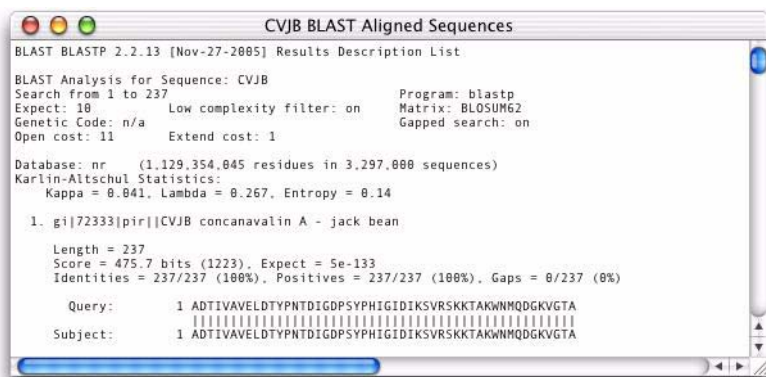 CVJB BLAST Aligned Sequences
BLAST BLASTP 2.2.13 [Nov-27-2005] Results Description List
BLAST Analysis for Sequence: CVJB
Search from 1 to 237 Program: blastp
Expect: 10 Low complexity filter: on Matrix: BLOSUM62
Genetic Code: n/a Gapped search: on
Open cost: 11 Extend cost: 1
Database: nr (1,129,354,045 residues in 3,297,000 sequences)
Karlin-Altschul Statistics:
Kappa = 0.041, Lambda = 0.267, Entropy = 0.14
1. gi|72333|pir||CVJB concanavalin A - jack bean
Length = 237
Score = 475.7 bits (1223), Expect = 5e-133
Identities = 237/237 (100%), Positives = 237/237 (100%), Gaps = 0/237 (0%)
Query: 1 ADTIVAVELDTYPNTDIGDPSYPHIGIDIKSVRSKKTAKWNMQDGKVGTA
||||||||||||||||||||||||||||||||||||||||||||||||||
Subject: 1 ADTIVAVELDTYPNTDIGDPSYPHIGIDIKSVRSKKTAKWNMQDGKVGTA